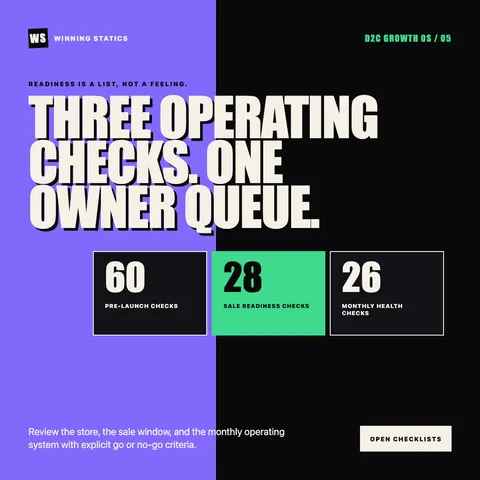 WS WINNING STATICS
D2C GROWTH OS / 05
READINESS IS A LIST, NOT A FEELING.
THREE OPERATING
CHECKS. ONE
OWNER QUEUE.
60
PRE-LAUNCH CHECKS
28
SALE READINESS CHECKS
26
MONTHLY HEALTH
CHECKS
Review the store, the sale window, and the monthly operating
system with explicit go or no-go criteria.
OPEN CHECKLISTS